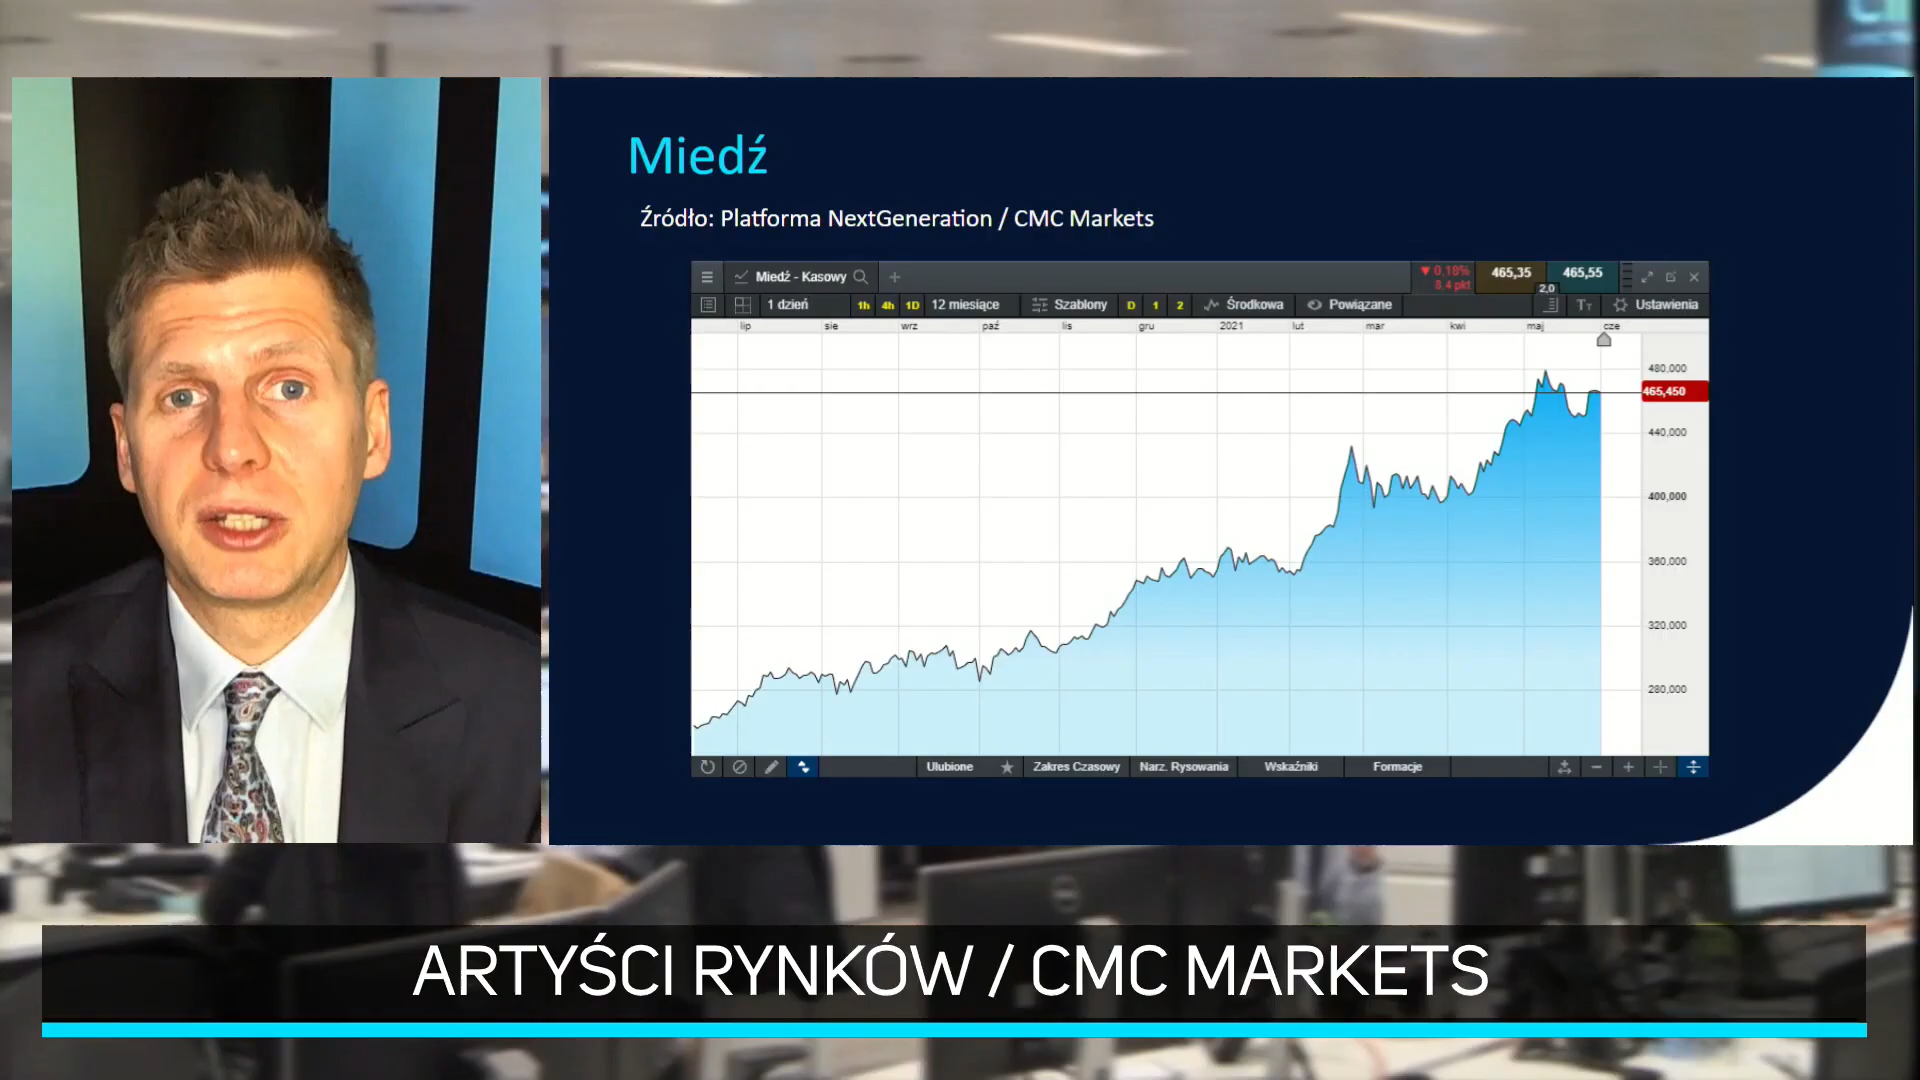 Miedź
Źródło: Platforma NextGeneration / CMC Markets
Miedź - Kasowy
0,18%
8,4 pkt
465,35
465,55
2,0
1 dzień
1h 4h 1D
12 miesiące
Szablony
D 1 2
Środkowa
Powiązane
Ustawienia
lip sie wrz paź lis gru 2021 lut mar kwi maj cze
480,000
465,450
440,000
400,000
360,000
320,000
280,000
Ulubione
Zakres Czasowy
Narz. Rysowania
Wskaźniki
Formacje
ARTYŚCI RYNKÓW / CMC MARKETS